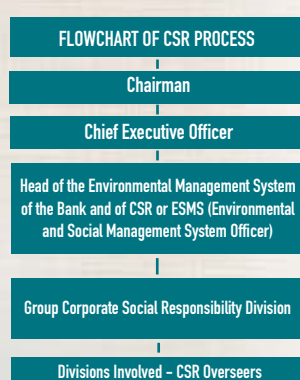 FLOWCHART OF CSR PROCESS
Chairman
Chief Executive Officer
Head of the Environmental Management System
of the Bank and of CSR or ESMS (Environmental
and Social Management System Officer)
Group Corporate Social Responsibility Division
Divisions Involved - CSR Overseers